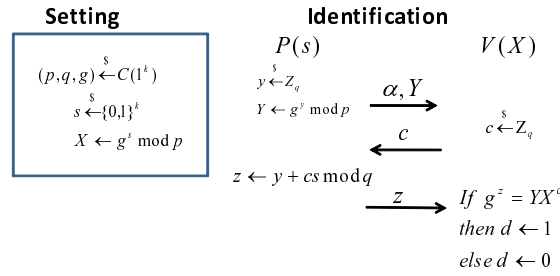 Setting
(p,q,g) ←$ C(1^k)
s ←$ {0,1}^k
X ← g^s mod p
Identification
P(s)
V(X)
y ←$ Z_q
Y ← g^y mod p
α, Y
c ←$ Z_q
c
z ← y + cs mod q
z
If g^z = YX^c
then d ← 1
else d ← 0